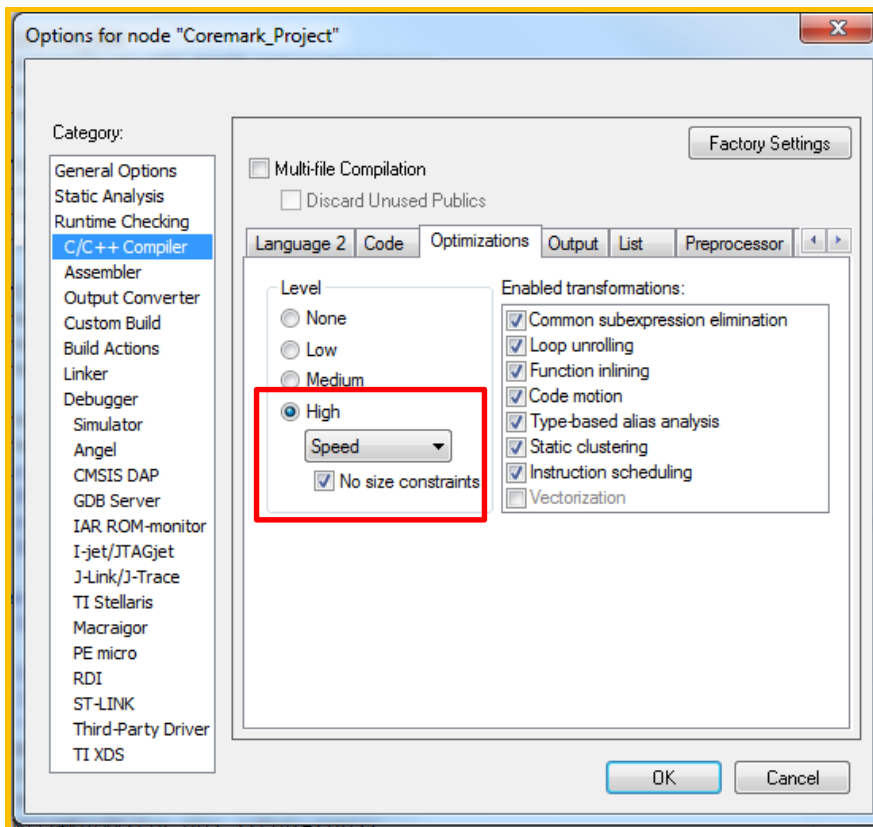 Options for node "Coremark_Project"
Category:
General Options
Static Analysis
Runtime Checking
C/C++ Compiler
Assembler
Output Converter
Custom Build
Build Actions
Linker
Debugger
Simulator
Angel
CMSIS DAP
GDB Server
IAR ROM-monitor
I-jet/JTAGjet
J-Link/J-Trace
TI Stellaris
Macraigor
PE micro
RDI
ST-LINK
Third-Party Driver
TI XDS
Factory Settings
Multi-file Compilation
Discard Unused Publics
Language 2 Code Optimizations Output List Preprocessor
Level
None
Low
Medium
High
Speed
No size constraints
Enabled transformations:
Common subexpression elimination
Loop unrolling
Function inlining
Code motion
Type-based alias analysis
Static clustering
Instruction scheduling
Vectorization
OK Cancel